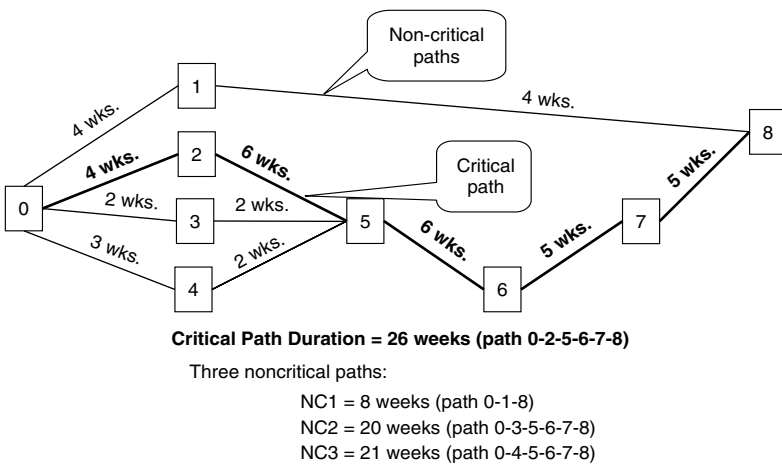 Non-critical
paths
1
4 wks.
4 wks.
8
2
4 wks.
6 wks.
Critical
path
5 wks.
0
2 wks.
3
2 wks.
5
7
3 wks.
2 wks.
6 wks.
5 wks.
4
6
Critical Path Duration = 26 weeks (path 0-2-5-6-7-8)
Three noncritical paths:
NC1 = 8 weeks (path 0-1-8)
NC2 = 20 weeks (path 0-3-5-6-7-8)
NC3 = 21 weeks (path 0-4-5-6-7-8)